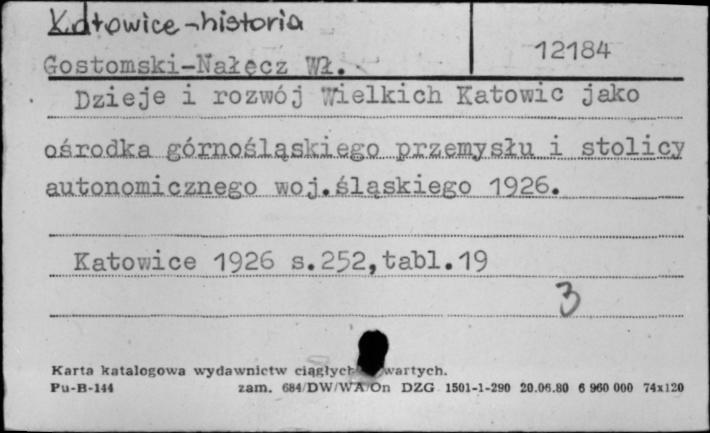 Katowice-historia
12184
Gostomski-Nałęcz Wł.
Dzieje i rozwój Wielkich Katowic jako
ośrodka górnośląskiego przemysłu i stolicy
autonomicznego woj.śląskiego 1926.
Katowice 1926 s.252,tabl.19
3
Karta katalogowa wydawnictw ciągłych wartych.
Pu-B-144 zam. 684/DW/WA/On DZG 1501-1-290 20.06.80 6 960 000 74x120